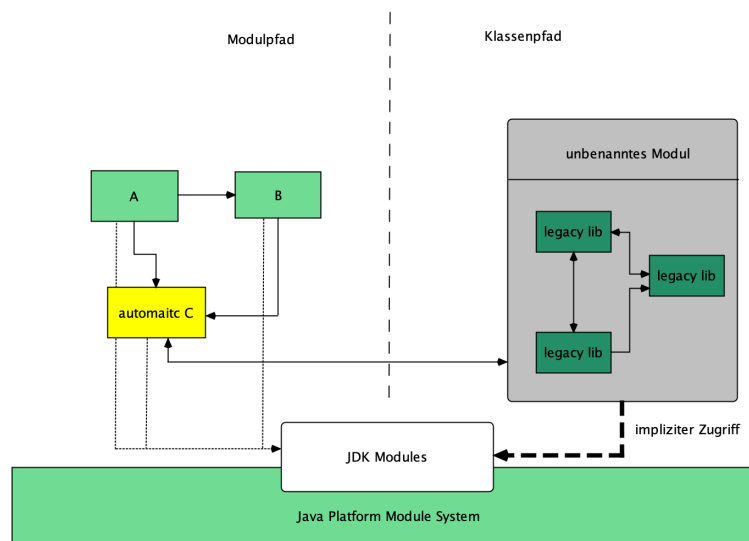 Modulpfad
Klassenpfad
unbenanntes Modul
A
B
legacy lib
legacy lib
automaitc C
legacy lib
impliziter Zugriff
JDK Modules
Java Platform Module System